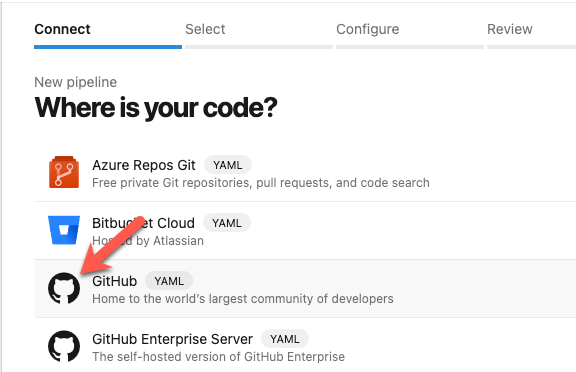 Connect Select Configure Review
New pipeline
Where is your code?
Azure Repos Git YAML
Free private Git repositories, pull requests, and code search
Bitbucket Cloud YAML
Hosted by Atlassian
GitHub YAML
Home to the world's largest community of developers
GitHub Enterprise Server YAML
The self-hosted version of GitHub Enterprise